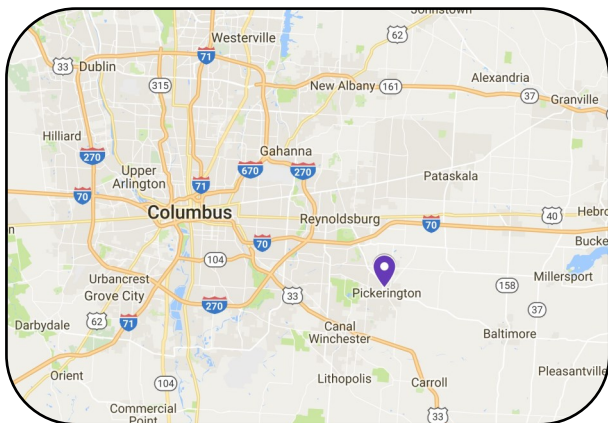 Johnstown
Westerville
62
71
33 Dublin
315
Alexandria
New Albany 161
37
Granville
Hilliard
Gahanna
270
670
270
Upper
Arlington
71
Pataskala
70
Columbus
Reynoldsburg
70
40
Hebro
n
70
Bucke
104
Urbancrest
Grove City
Millersport
270
33
Pickerington
158
37
Darbydale
62
71
Canal
Winchester
Baltimore
Orient
104
Lithopolis
Carroll
Pleasantville
Commercial
Point
33